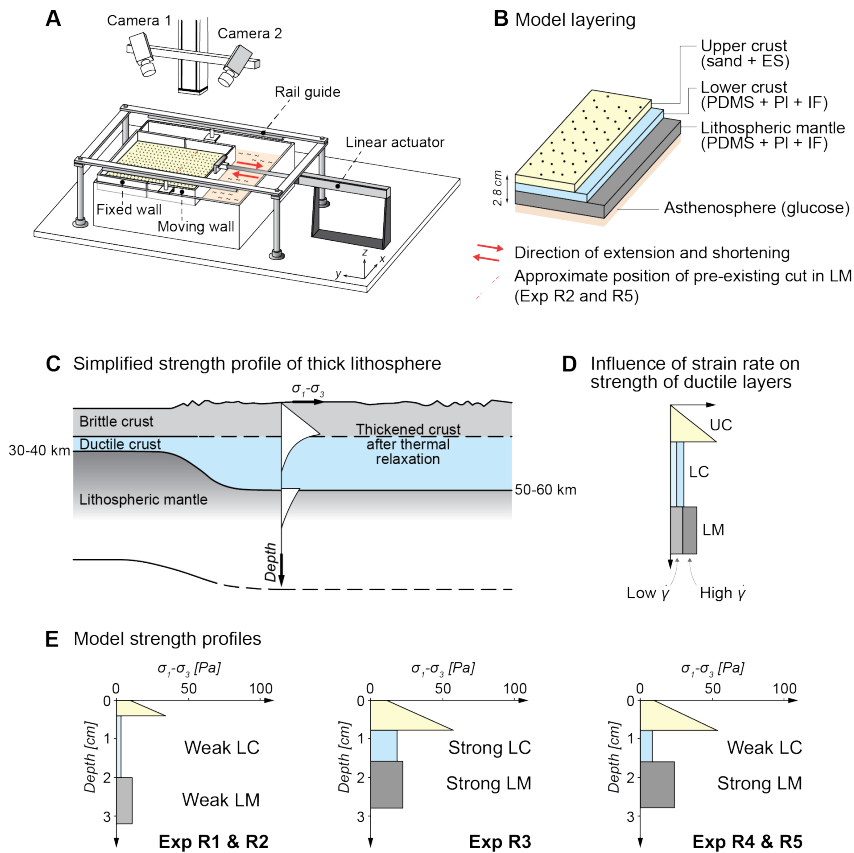 A
Camera 1
Camera 2
Rail guide
Linear actuator
Fixed wall
Moving wall
z
x
y
B Model layering
Upper crust
(sand + ES)
Lower crust
(PDMS + PI + IF)
Lithospheric mantle
(PDMS + PI + IF)
2.8 cm
Asthenosphere (glucose)
Direction of extension and shortening
Approximate position of pre-existing cut in LM
(Exp R2 and R5)
C Simplified strength profile of thick lithosphere
σ1-σ3
Brittle crust
Ductile crust
30-40 km
Lithospheric mantle
Thickened crust
after thermal
relaxation
50-60 km
Depth
D Influence of strain rate on
strength of ductile layers
UC
LC
LM
Low γ̇
High γ̇
E Model strength profiles
σ1-σ3 [Pa]
0 50 100
0
1
2
3
Depth [cm]
Weak LC
Weak LM
Exp R1 & R2
σ1-σ3 [Pa]
0 50 100
0
1
2
3
Depth [cm]
Strong LC
Strong LM
Exp R3
σ1-σ3 [Pa]
0 50 100
0
1
2
3
Depth [cm]
Weak LC
Strong LM
Exp R4 & R5